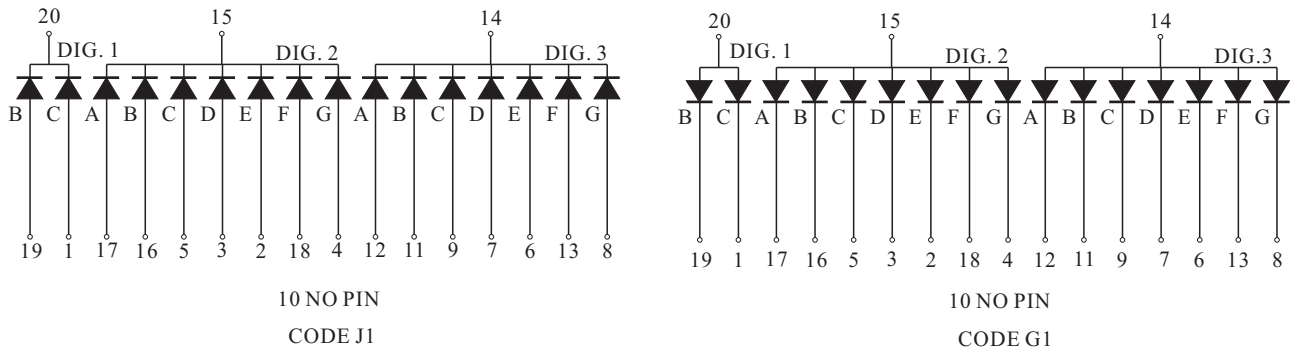 20 15 14
DIG. 1 DIG. 2 DIG. 3
B C A B C D E F G A B C D E F G
19 1 17 16 5 3 2 18 4 12 11 9 7 6 13 8
10 NO PIN
CODE J1
20 15 14
DIG. 1 DIG. 2 DIG.3
B C A B C D E F G A B C D E F G
19 1 17 16 5 3 2 18 4 12 11 9 7 6 13 8
10 NO PIN
CODE G1